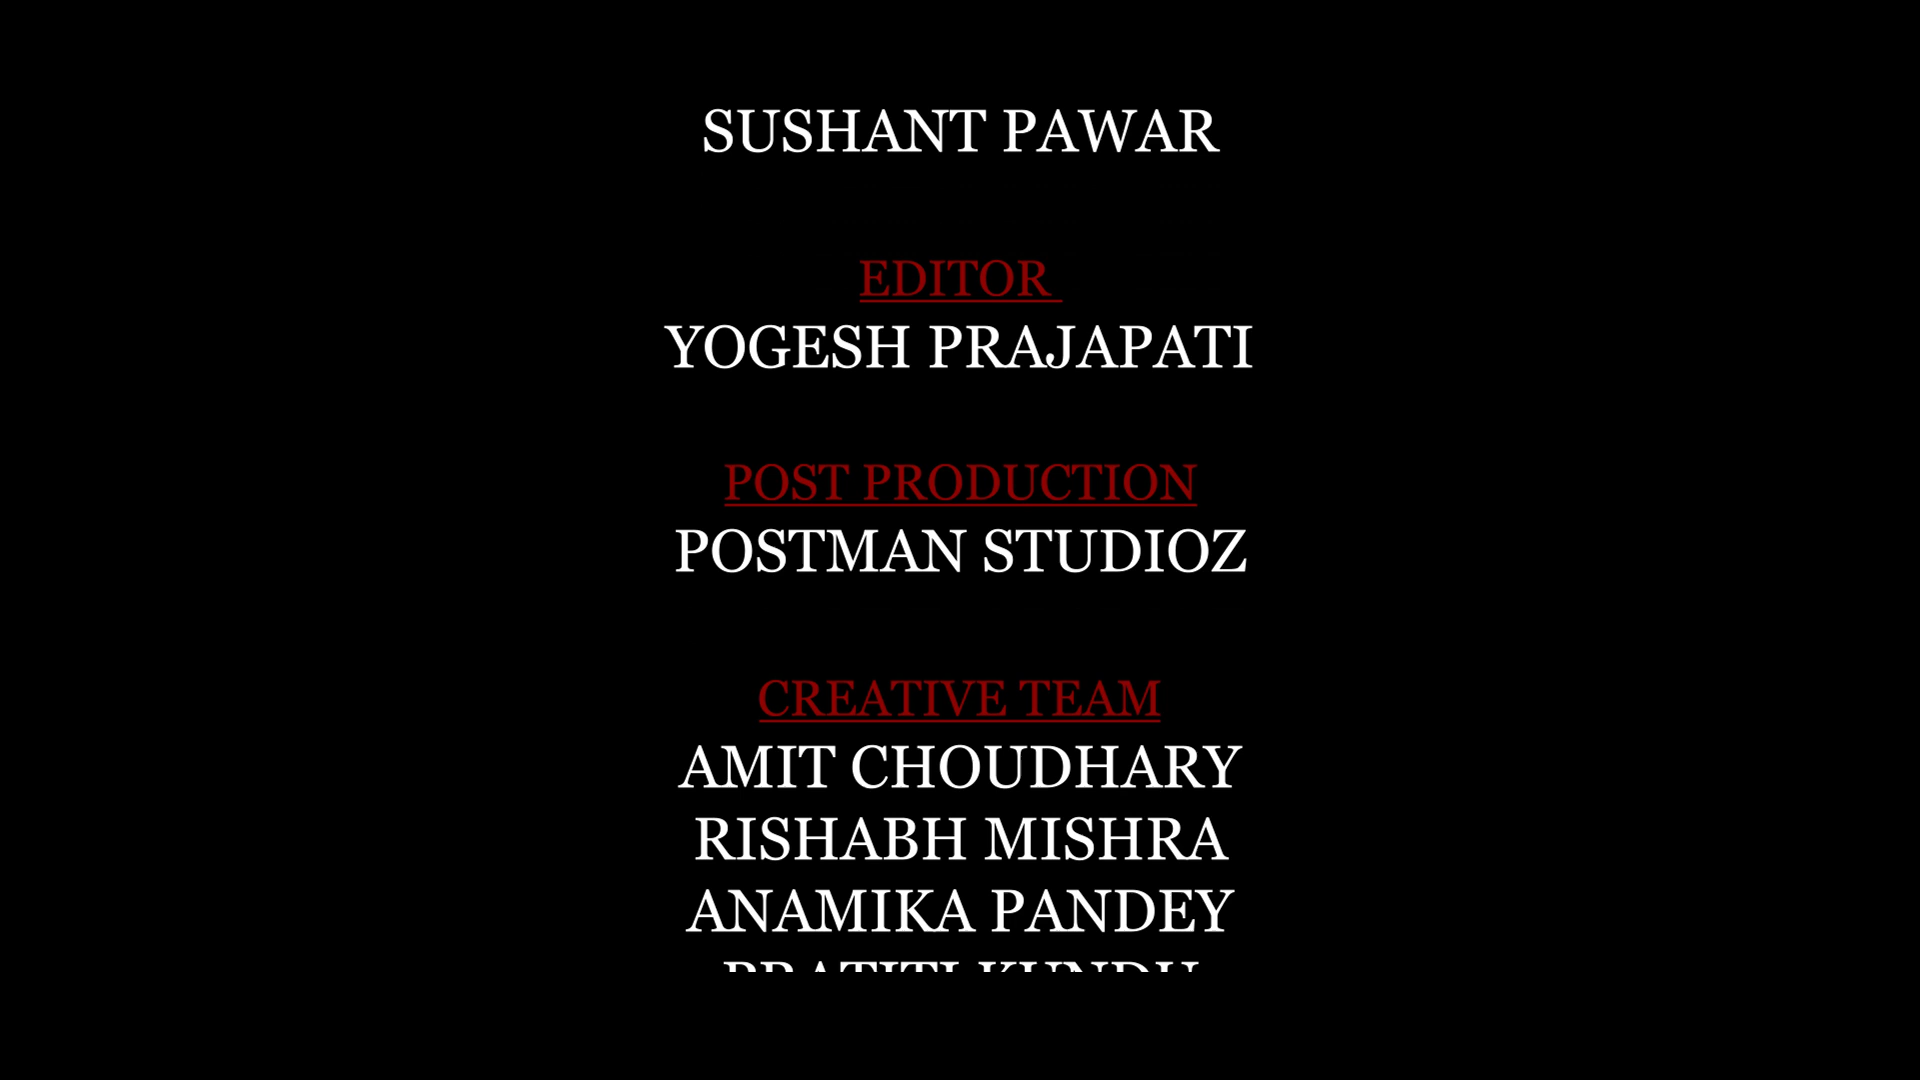 SUSHANT PAWAR
EDITOR
YOGESH PRAJAPATI
POST PRODUCTION
POSTMAN STUDIOZ
CREATIVE TEAM
AMIT CHOUDHARY
RISHABH MISHRA
ANAMIKA PANDEY